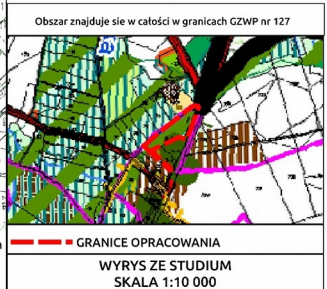 Obszar znajduje sie w całości w granicach GZWP nr 127
GRANICE OPRACOWANIA
WYRYS ZE STUDIUM
SKALA 1:10 000